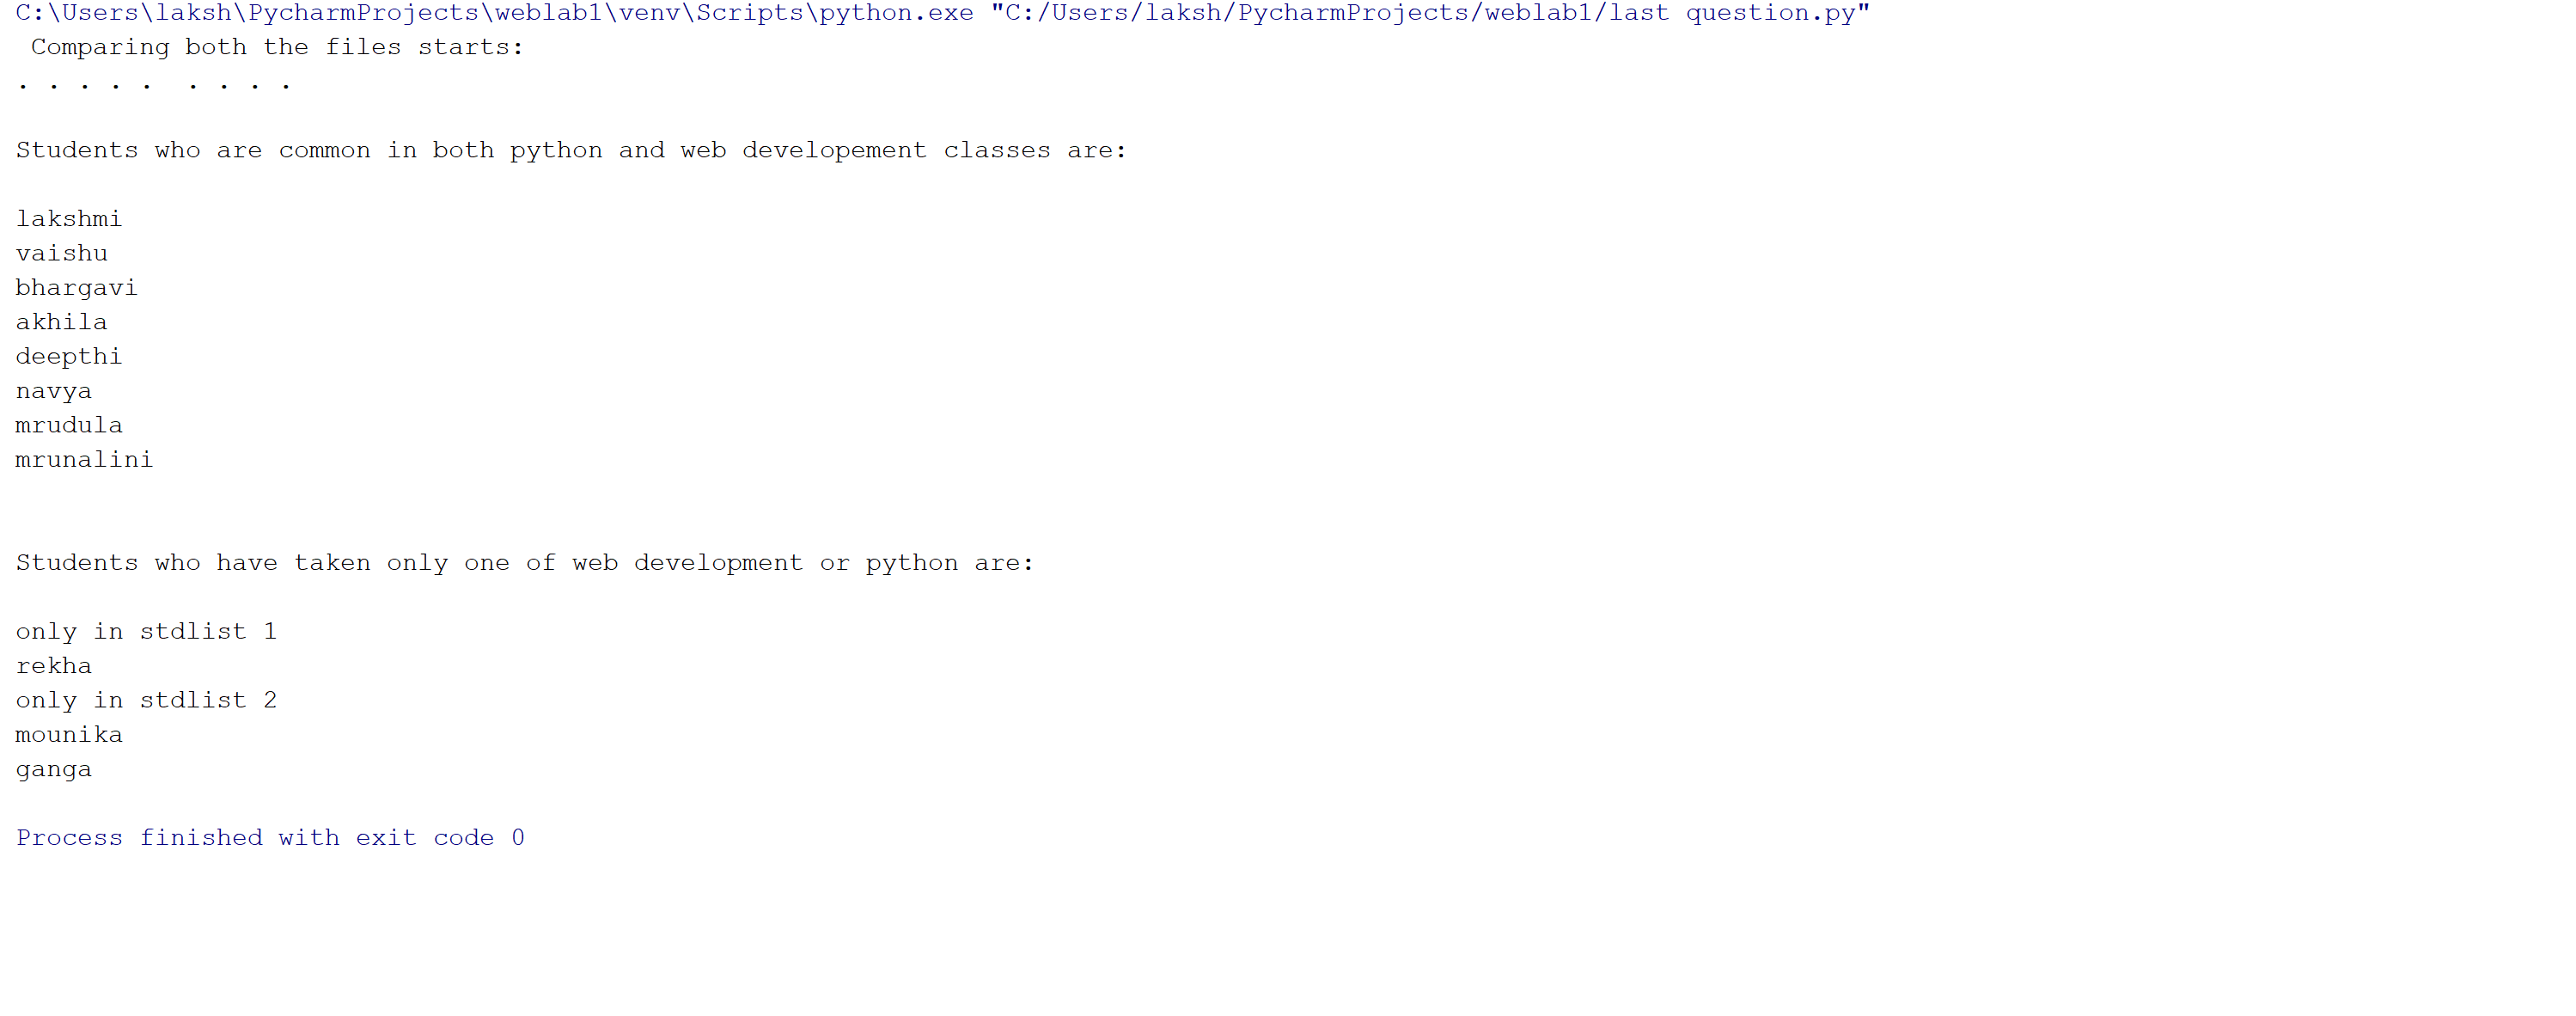 C:\Users\laksh\PycharmProjects\weblab1\venv\Scripts\python.exe "C:/Users/laksh/PycharmProjects/weblab1/last question.py"
Comparing both the files starts:
. . . . .  . . . .
Students who are common in both python and web developement classes are:
lakshmi
vaishu
bhargavi
akhila
deepthi
navya
mrudula
mrunalini
Students who have taken only one of web development or python are:
only in stdlist 1
rekha
only in stdlist 2
mounika
ganga
Process finished with exit code 0